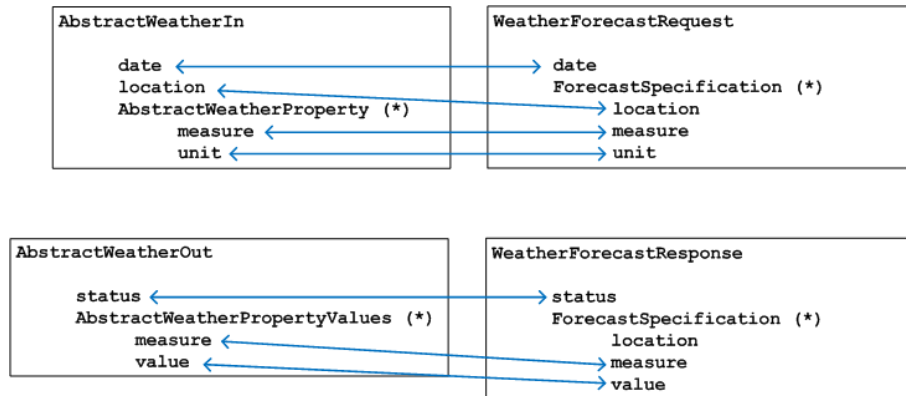 AbstractWeatherIn
date
location
AbstractWeatherProperty (*)
measure
unit
WeatherForecastRequest
date
ForecastSpecification (*)
location
measure
unit
AbstractWeatherOut
status
AbstractWeatherPropertyValues (*)
measure
value
WeatherForecastResponse
status
ForecastSpecification (*)
location
measure
value